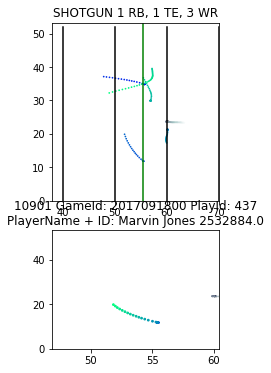 SHOTGUN 1 RB, 1 TE, 3 WR
50
40
30
20
10
0
40 50 60 70
10901 GameId: 2017091800 PlayId: 437
PlayerName + ID: Marvin Jones 2532884.0
40
20
0
50 55 60